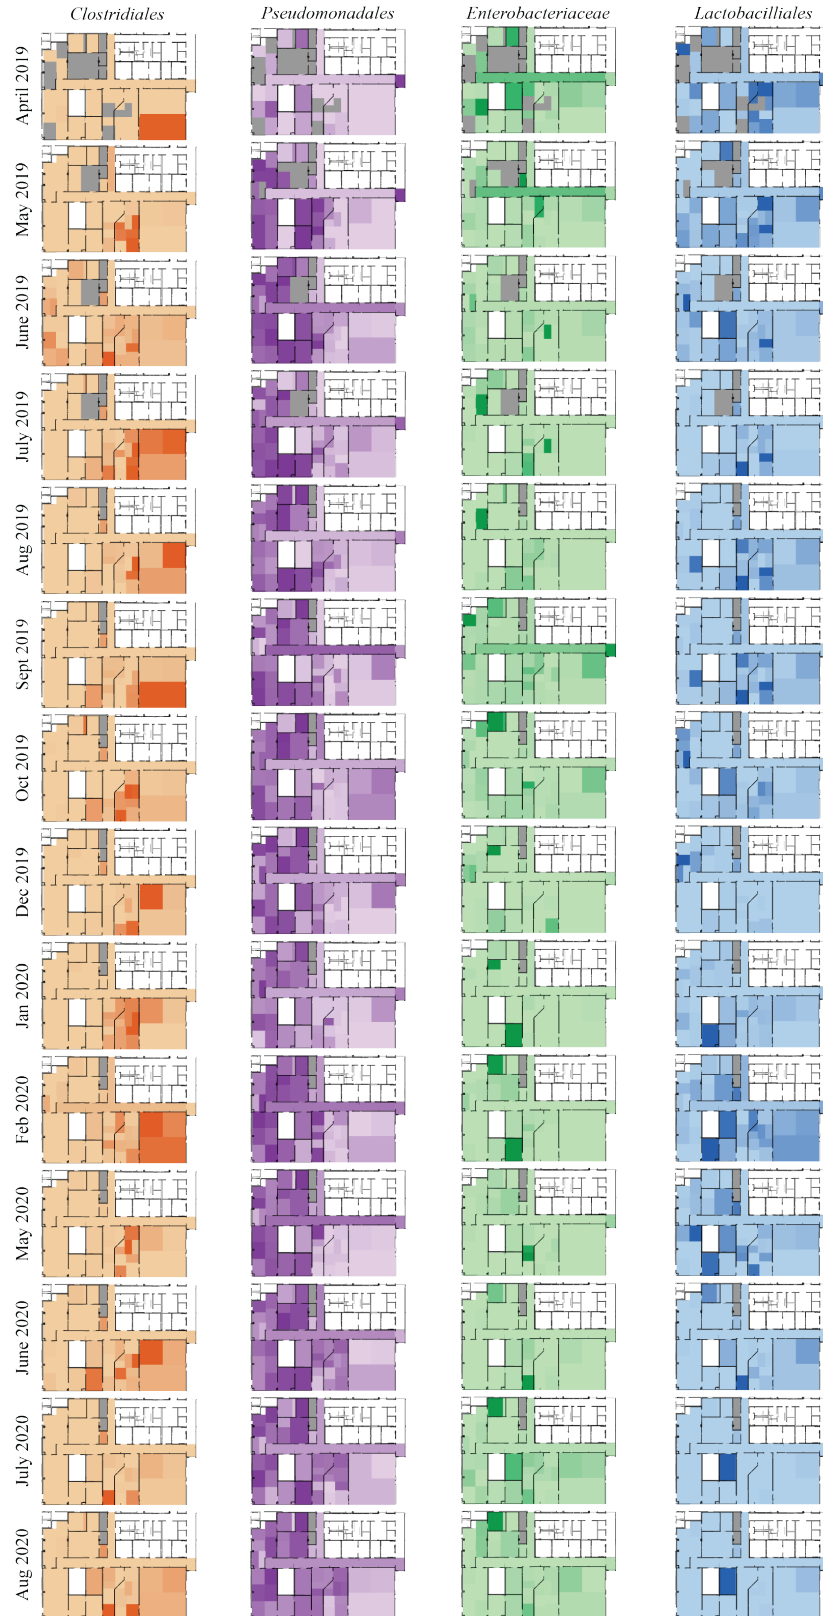 Clostridiales Pseudomonadales Enterobacteriaceae Lactobacilliales
April 2019
May 2019
June 2019
July 2019
Aug 2019
Sept 2019
Oct 2019
Dec 2019
Jan 2020
Feb 2020
May 2020
June 2020
July 2020
Aug 2020